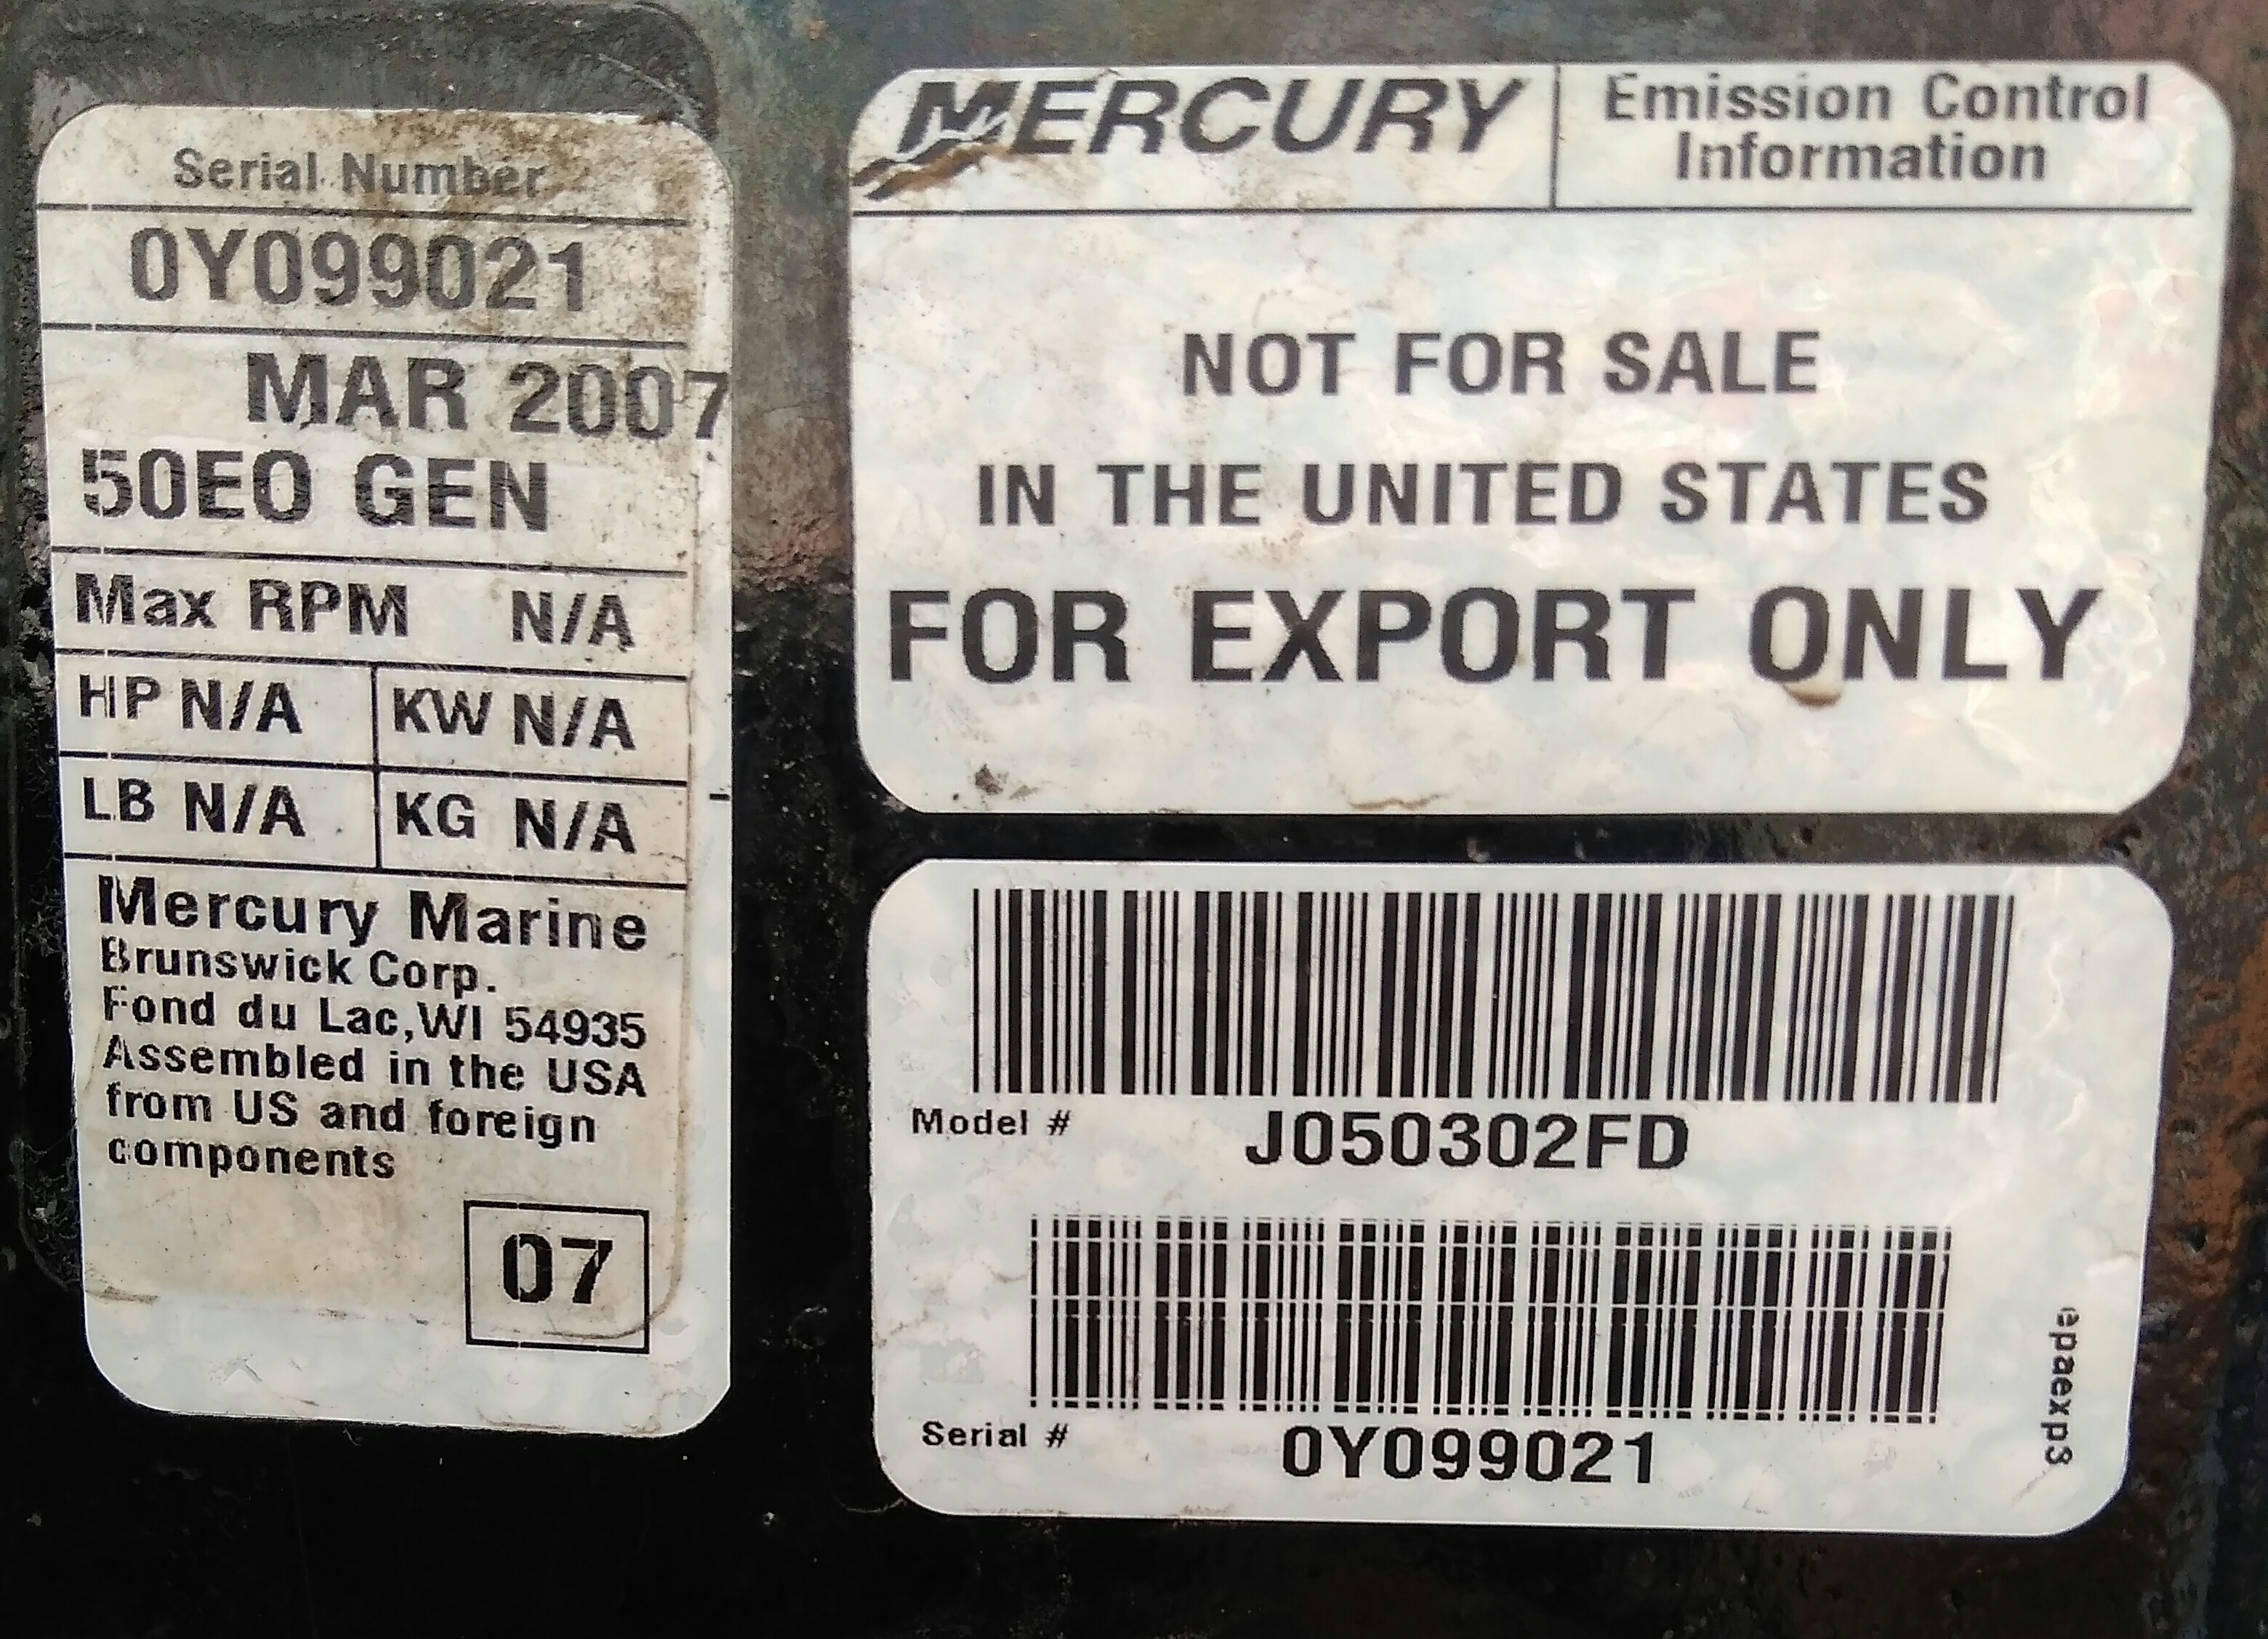 Serial Number
0Y099021
MAR 2007
50EO GEN
Max RPM N/A
HP N/A KW N/A
LB N/A KG N/A
Mercury Marine
Brunswick Corp.
Fond du Lac,WI 54935
Assembled in the USA
from US and foreign
components
07
MERCURY
Emission Control
Information
NOT FOR SALE
IN THE UNITED STATES
FOR EXPORT ONLY
Model # J050302FD
Serial # 0Y099021
epaexp3